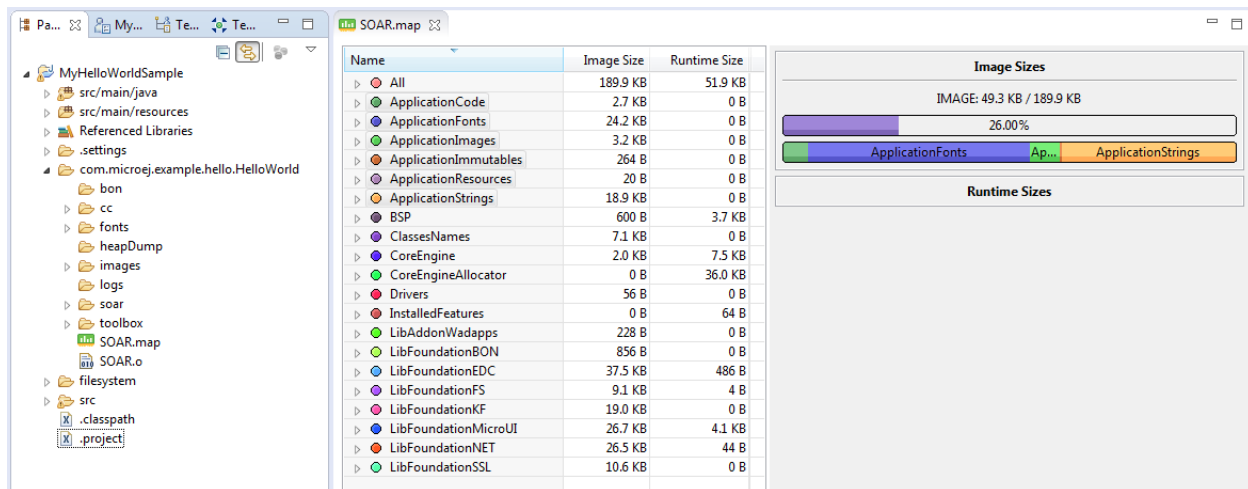 Pa... My... Te... Te...
MyHelloWorldSample
src/main/java
src/main/resources
Referenced Libraries
.settings
com.microej.example.hello.HelloWorld
bon
cc
fonts
heapDump
images
logs
soar
toolbox
SOAR.map
SOAR.o
filesystem
src
.classpath
.project
SOAR.map
Name Image Size Runtime Size
All 189.9 KB 51.9 KB
ApplicationCode 2.7 KB 0 B
ApplicationFonts 24.2 KB 0 B
ApplicationImages 3.2 KB 0 B
ApplicationImmutables 264 B 0 B
ApplicationResources 20 B 0 B
ApplicationStrings 18.9 KB 0 B
BSP 600 B 3.7 KB
ClassesNames 7.1 KB 0 B
CoreEngine 2.0 KB 7.5 KB
CoreEngineAllocator 0 B 36.0 KB
Drivers 56 B 0 B
InstalledFeatures 0 B 64 B
LibAddonWadapps 228 B 0 B
LibFoundationBON 856 B 0 B
LibFoundationEDC 37.5 KB 486 B
LibFoundationFS 9.1 KB 4 B
LibFoundationKF 19.0 KB 0 B
LibFoundationMicroUI 26.7 KB 4.1 KB
LibFoundationNET 26.5 KB 44 B
LibFoundationSSL 10.6 KB 0 B
Image Sizes
IMAGE: 49.3 KB / 189.9 KB
26.00%
ApplicationFonts Ap... ApplicationStrings
Runtime Sizes